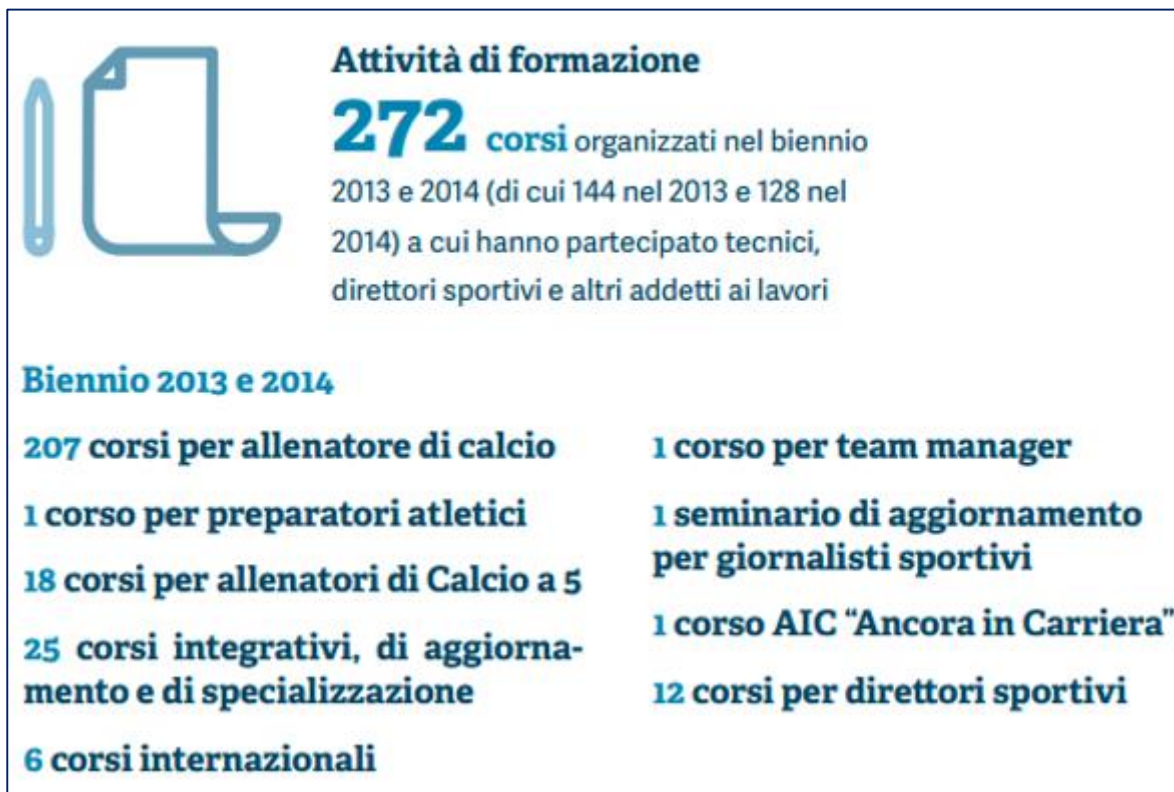 Attività di formazione
272 corsi organizzati nel biennio
2013 e 2014 (di cui 144 nel 2013 e 128 nel
2014) a cui hanno partecipato tecnici,
direttori sportivi e altri addetti ai lavori
Biennio 2013 e 2014
207 corsi per allenatore di calcio
1 corso per preparatori atletici
18 corsi per allenatori di Calcio a 5
25 corsi integrativi, di aggiorna-
mento e di specializzazione
6 corsi internazionali
1 corso per team manager
1 seminario di aggiornamento
per giornalisti sportivi
1 corso AIC “Ancora in Carriera”
12 corsi per direttori sportivi